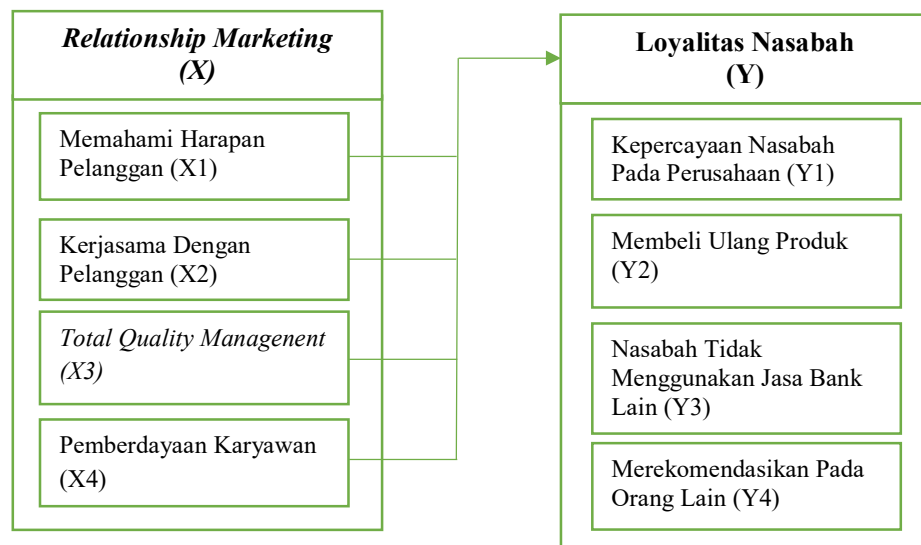 Relationship Marketing
(X)
Memahami Harapan
Pelanggan (X1)
Kerjasama Dengan
Pelanggan (X2)
Total Quality Managenent
(X3)
Pemberdayaan Karyawan
(X4)
Loyalitas Nasabah
(Y)
Kepercayaan Nasabah
Pada Perusahaan (Y1)
Membeli Ulang Produk
(Y2)
Nasabah Tidak
Menggunakan Jasa Bank
Lain (Y3)
Merekomendasikan Pada
Orang Lain (Y4)